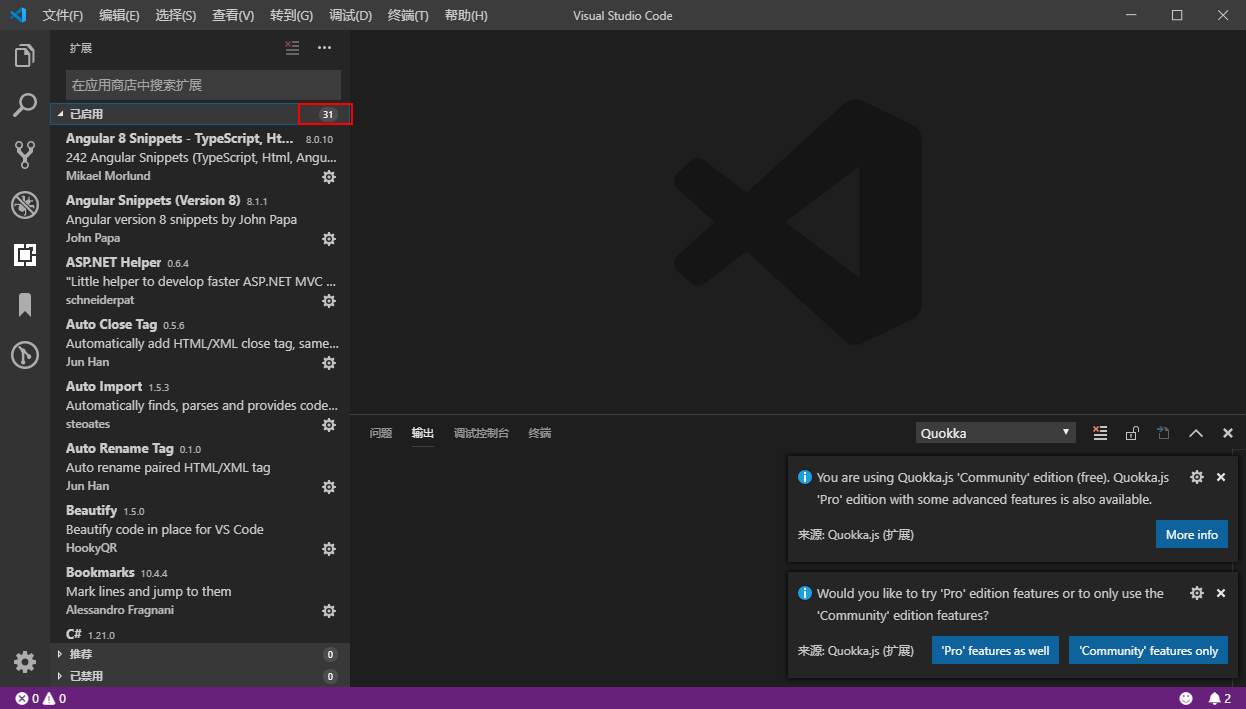 文件(F) 编辑(E) 选择(S) 查看(V) 转到(G) 调试(D) 终端(T) 帮助(H) Visual Studio Code
扩展
在应用商店中搜索扩展
已启用 31
Angular 8 Snippets - TypeScript, Ht... 8.0.10
242 Angular Snippets (TypeScript, Html, Angu...
Mikael Morlund
Angular Snippets (Version 8) 8.1.1
Angular version 8 snippets by John Papa
John Papa
ASP.NET Helper 0.6.4
"Little helper to develop faster ASP.NET MVC ...
schneiderpat
Auto Close Tag 0.5.6
Automatically add HTML/XML close tag, same...
Jun Han
Auto Import 1.5.3
Automatically finds, parses and provides code...
steoates
Auto Rename Tag 0.1.0
Auto rename paired HTML/XML tag
Jun Han
Beautify 1.5.0
Beautify code in place for VS Code
HookyQR
Bookmarks 10.4.4
Mark lines and jump to them
Alessandro Fragnani
C# 1.21.0
推荐 0
已禁用 0
问题 输出 调试控制台 终端 Quokka
You are using Quokka.js 'Community' edition (free). Quokka.js
'Pro' edition with some advanced features is also available.
来源: Quokka.js (扩展) More info
Would you like to try 'Pro' edition features or to only use the
'Community' edition features?
来源: Quokka.js (扩展) 'Pro' features as well 'Community' features only
0 0 2